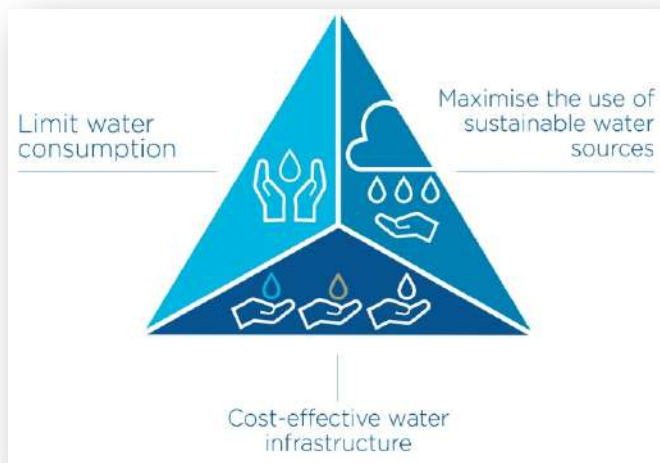 Limit water
consumption
Maximise the use of
sustainable water
sources
Cost-effective water
infrastructure